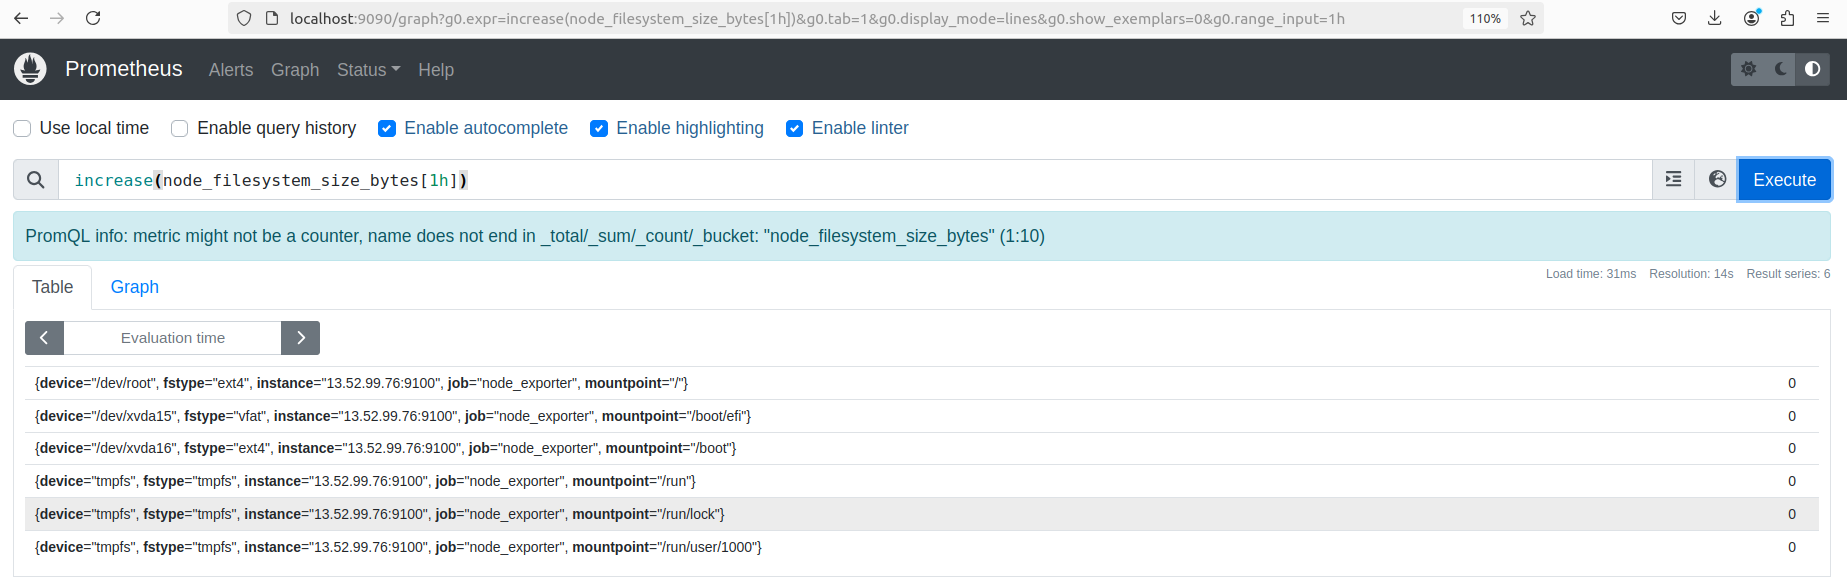 localhost:9090/graph?g0.expr=increase(node_filesystem_size_bytes[1h])&g0.tab=1&g0.display_mode=lines&g0.show_exemplars=0&g0.range_input=1h 110%
Prometheus Alerts Graph Status Help
Use local time Enable query history Enable autocomplete Enable highlighting Enable linter
increase(node_filesystem_size_bytes[1h]) Execute
PromQL info: metric might not be a counter, name does not end in _total/_sum/_count/_bucket: "node_filesystem_size_bytes" (1:10)
Table Graph Load time: 31ms Resolution: 14s Result series: 6
Evaluation time
{device="/dev/root", fstype="ext4", instance="13.52.99.76:9100", job="node_exporter", mountpoint="/"} 0
{device="/dev/xvda15", fstype="vfat", instance="13.52.99.76:9100", job="node_exporter", mountpoint="/boot/efi"} 0
{device="/dev/xvda16", fstype="ext4", instance="13.52.99.76:9100", job="node_exporter", mountpoint="/boot"} 0
{device="tmpfs", fstype="tmpfs", instance="13.52.99.76:9100", job="node_exporter", mountpoint="/run"} 0
{device="tmpfs", fstype="tmpfs", instance="13.52.99.76:9100", job="node_exporter", mountpoint="/run/lock"} 0
{device="tmpfs", fstype="tmpfs", instance="13.52.99.76:9100", job="node_exporter", mountpoint="/run/user/1000"} 0